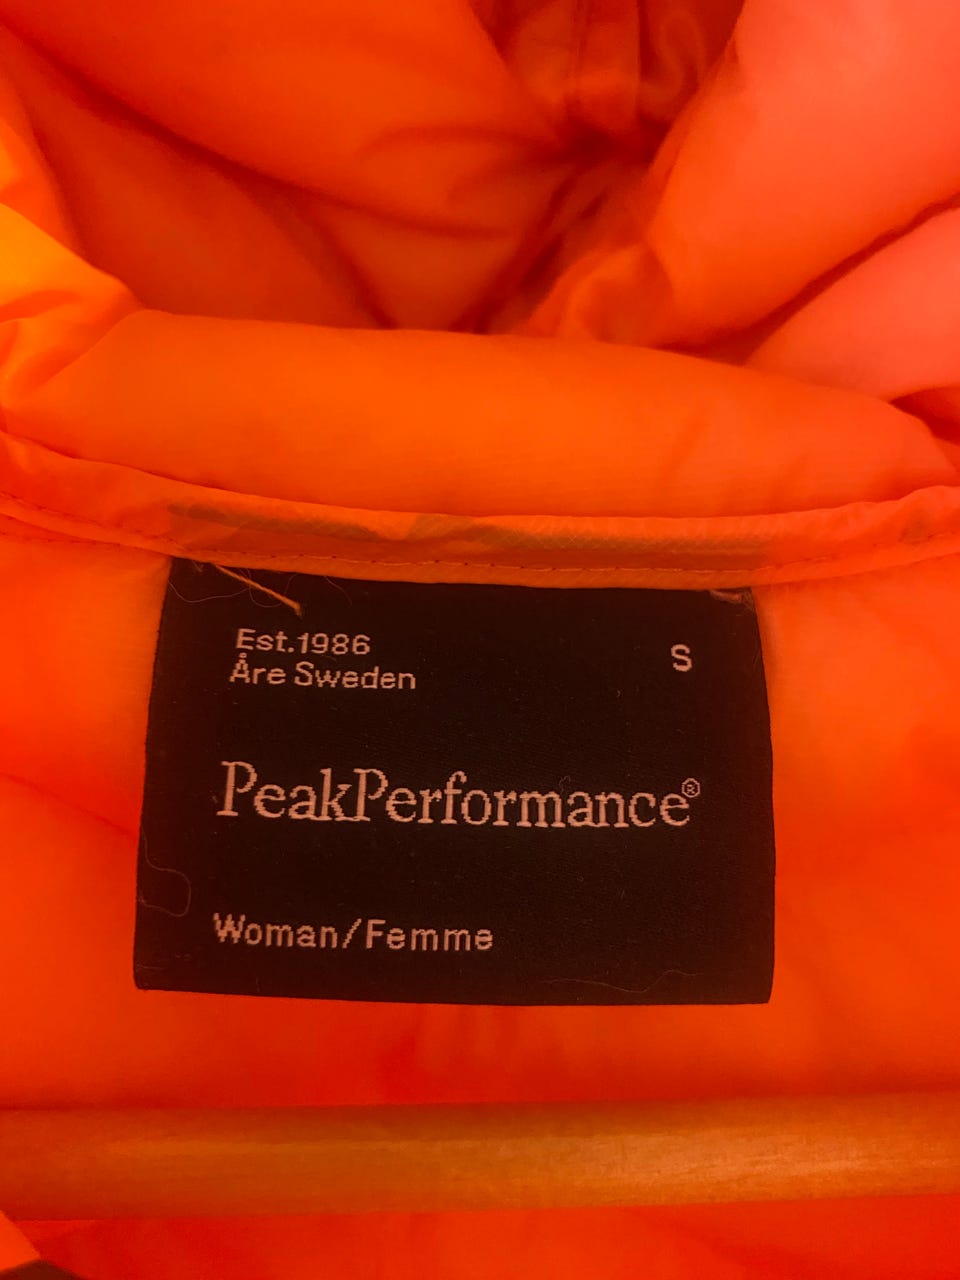 Est.1986
Åre Sweden
S
PeakPerformance®
Woman/Femme